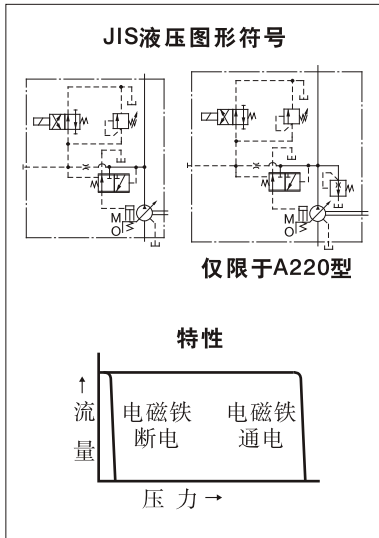 JIS液压图形符号
M
O
M
O
仅限于A220型
特性
↑
流
量
电磁铁
断电
电磁铁
通电
压 力→